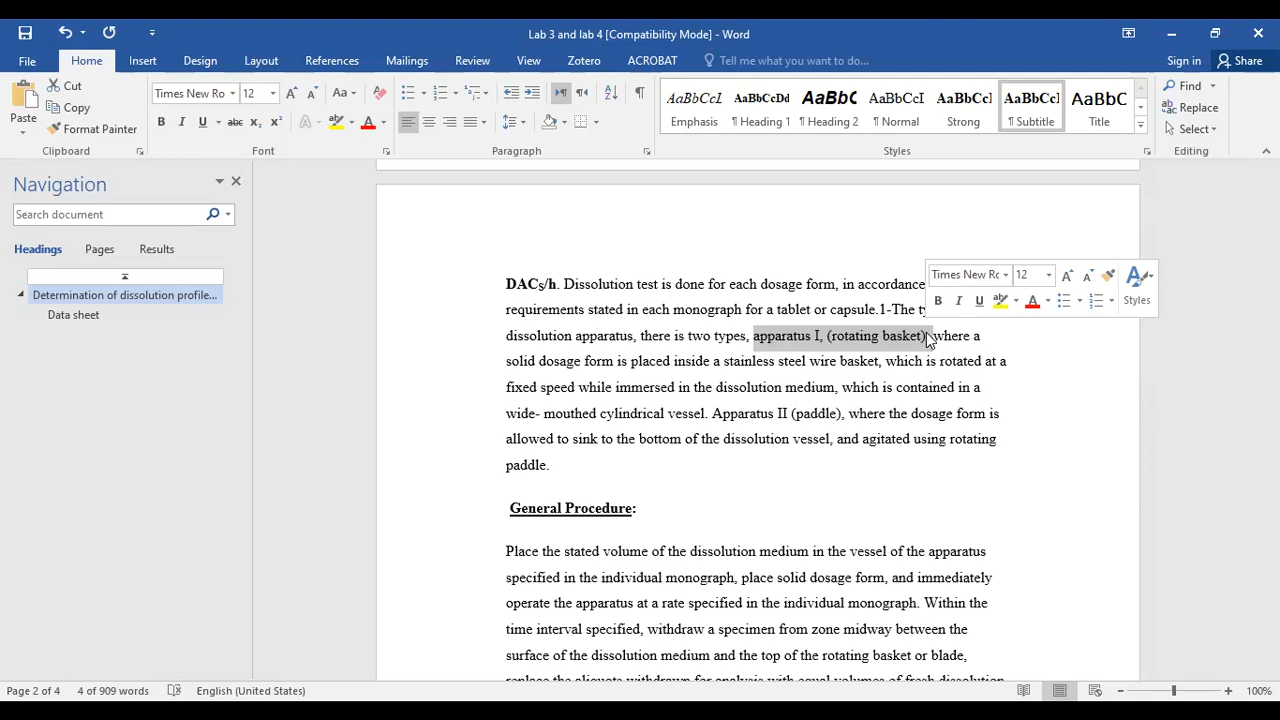 Lab 3 and lab 4 [Compatibility Mode] - Word
File Home Insert Design Layout References Mailings Review View Zotero ACROBAT Tell me what you want to do... Sign in Share
Paste Cut Copy Format Painter
Times New Ro 12
AaBbCcI AaBbCcDd AaBbC AaBbCcI AaBbCcl AaBbCcl AaBbC
Emphasis ¶ Heading 1 ¶ Heading 2 ¶ Normal Strong ¶ Subtitle Title
Find
Replace
Select
Clipboard Font Paragraph Styles Editing
Navigation
Search document
Headings Pages Results
Determination of dissolution profile...
Data sheet
Times New Rc 12
Styles
DACs/h. Dissolution test is done for each dosage form, in accordance
requirements stated in each monograph for a tablet or capsule.1-The ty
dissolution apparatus, there is two types, apparatus I, (rotating basket), where a
solid dosage form is placed inside a stainless steel wire basket, which is rotated at a
fixed speed while immersed in the dissolution medium, which is contained in a
wide- mouthed cylindrical vessel. Apparatus II (paddle), where the dosage form is
allowed to sink to the bottom of the dissolution vessel, and agitated using rotating
paddle.
General Procedure:
Place the stated volume of the dissolution medium in the vessel of the apparatus
specified in the individual monograph, place solid dosage form, and immediately
operate the apparatus at a rate specified in the individual monograph. Within the
time interval specified, withdraw a specimen from zone midway between the
surface of the dissolution medium and the top of the rotating basket or blade,
replace the aliquots withdrawn for analysis with equal volumes of fresh dissolution
Page 2 of 4 4 of 909 words English (United States) 100%